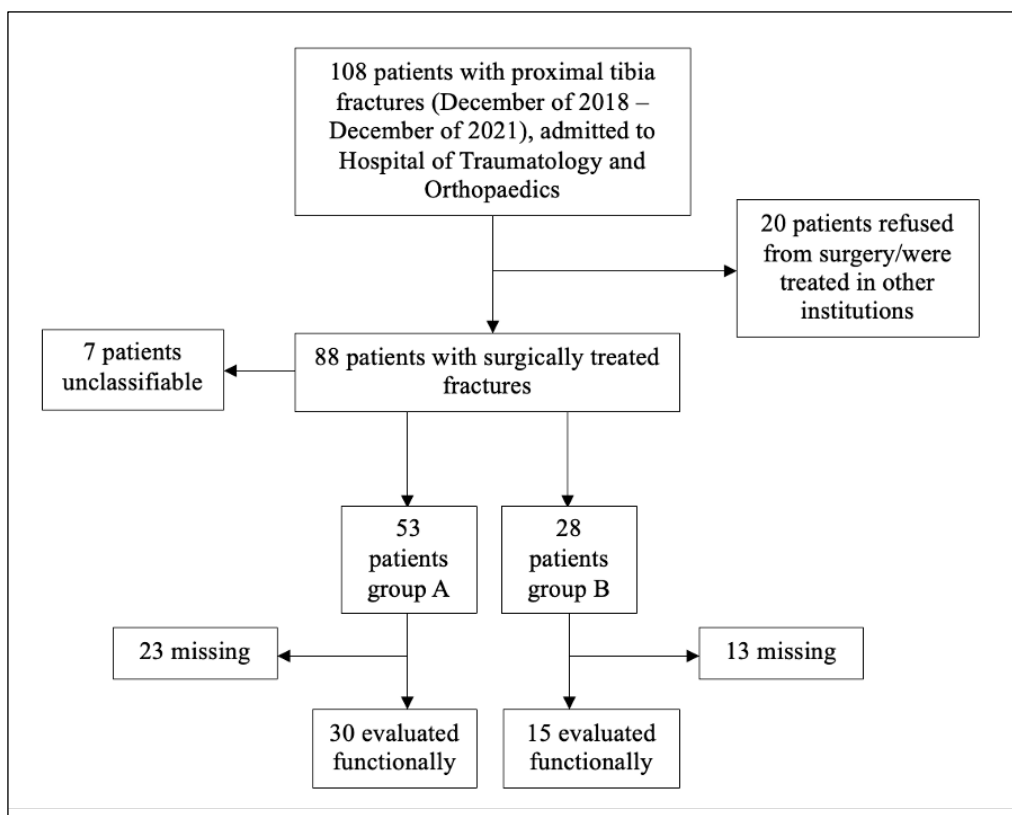 108 patients with proximal tibia
fractures (December of 2018 –
December of 2021), admitted to
Hospital of Traumatology and
Orthopaedics
20 patients refused
from surgery/were
treated in other
institutions
7 patients
unclassifiable
88 patients with surgically treated
fractures
53
patients
group A
28
patients
group B
23 missing
13 missing
30 evaluated
functionally
15 evaluated
functionally